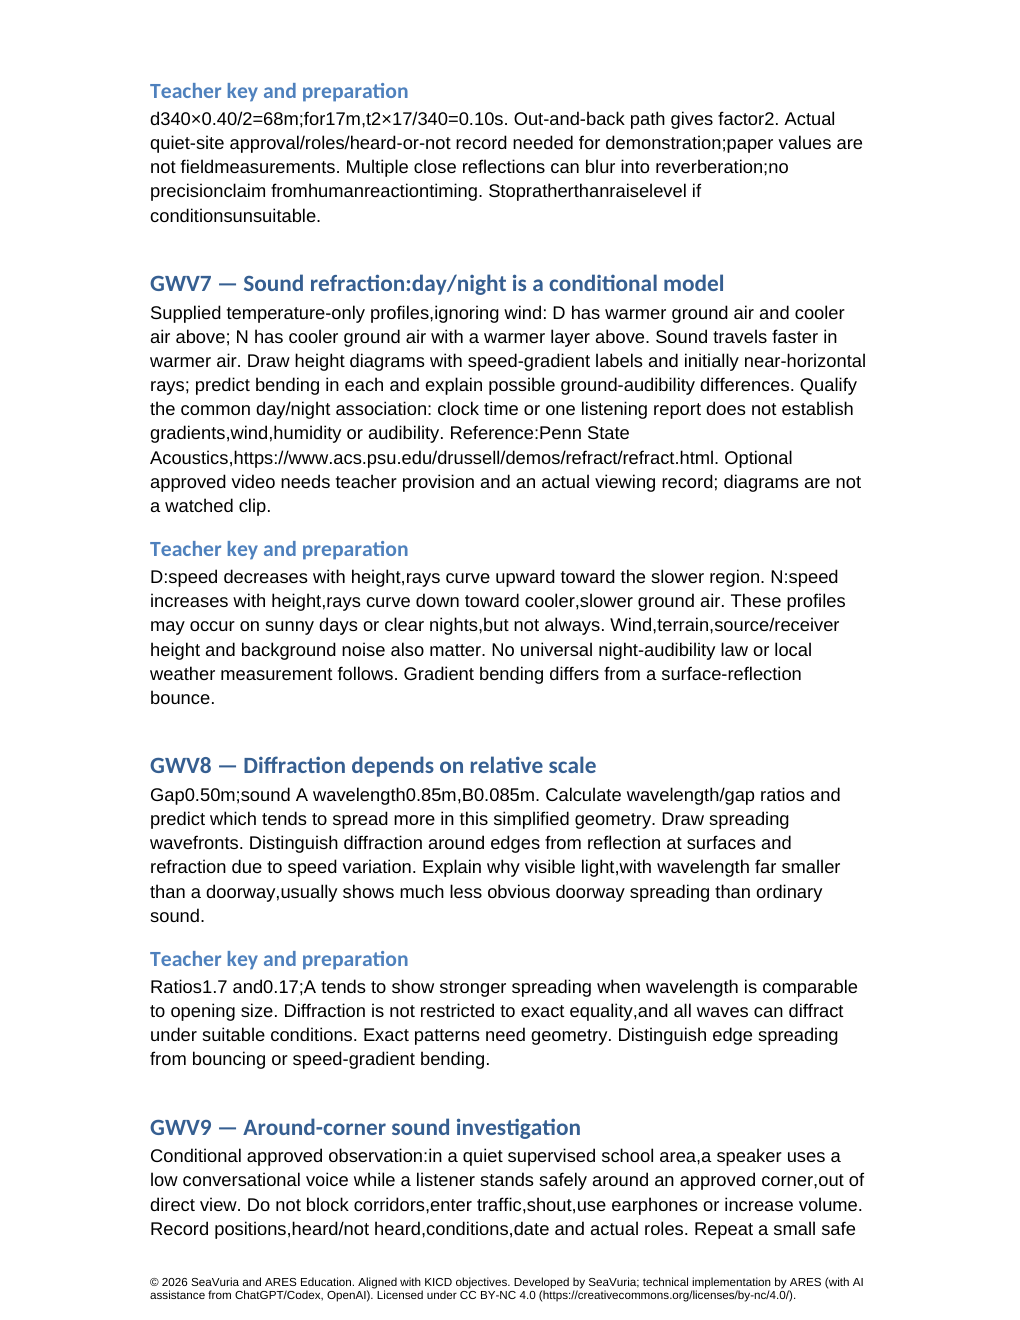 Teacher key and preparation
d340×0.40/2=68m;for17m,t2×17/340=0.10s. Out-and-back path gives factor2. Actual
quiet-site approval/roles/heard-or-not record needed for demonstration;paper values are
not fieldmeasurements. Multiple close reflections can blur into reverberation;no
precisionclaim fromhumanreactiontiming. Stopratherthanraiselevel if
conditionsunsuitable.
GWV7 — Sound refraction:day/night is a conditional model
Supplied temperature-only profiles,ignoring wind: D has warmer ground air and cooler
air above; N has cooler ground air with a warmer layer above. Sound travels faster in
warmer air. Draw height diagrams with speed-gradient labels and initially near-horizontal
rays; predict bending in each and explain possible ground-audibility differences. Qualify
the common day/night association: clock time or one listening report does not establish
gradients,wind,humidity or audibility. Reference:Penn State
Acoustics,https://www.acs.psu.edu/drussell/demos/refract/refract.html. Optional
approved video needs teacher provision and an actual viewing record; diagrams are not
a watched clip.
Teacher key and preparation
D:speed decreases with height,rays curve upward toward the slower region. N:speed
increases with height,rays curve down toward cooler,slower ground air. These profiles
may occur on sunny days or clear nights,but not always. Wind,terrain,source/receiver
height and background noise also matter. No universal night-audibility law or local
weather measurement follows. Gradient bending differs from a surface-reflection
bounce.
GWV8 — Diffraction depends on relative scale
Gap0.50m;sound A wavelength0.85m,B0.085m. Calculate wavelength/gap ratios and
predict which tends to spread more in this simplified geometry. Draw spreading
wavefronts. Distinguish diffraction around edges from reflection at surfaces and
refraction due to speed variation. Explain why visible light,with wavelength far smaller
than a doorway,usually shows much less obvious doorway spreading than ordinary
sound.
Teacher key and preparation
Ratios1.7 and0.17;A tends to show stronger spreading when wavelength is comparable
to opening size. Diffraction is not restricted to exact equality,and all waves can diffract
under suitable conditions. Exact patterns need geometry. Distinguish edge spreading
from bouncing or speed-gradient bending.
GWV9 — Around-corner sound investigation
Conditional approved observation:in a quiet supervised school area,a speaker uses a
low conversational voice while a listener stands safely around an approved corner,out of
direct view. Do not block corridors,enter traffic,shout,use earphones or increase volume.
Record positions,heard/not heard,conditions,date and actual roles. Repeat a small safe
© 2026 SeaVuria and ARES Education. Aligned with KICD objectives. Developed by SeaVuria; technical implementation by ARES (with AI
assistance from ChatGPT/Codex, OpenAI). Licensed under CC BY-NC 4.0 (https://creativecommons.org/licenses/by-nc/4.0/).